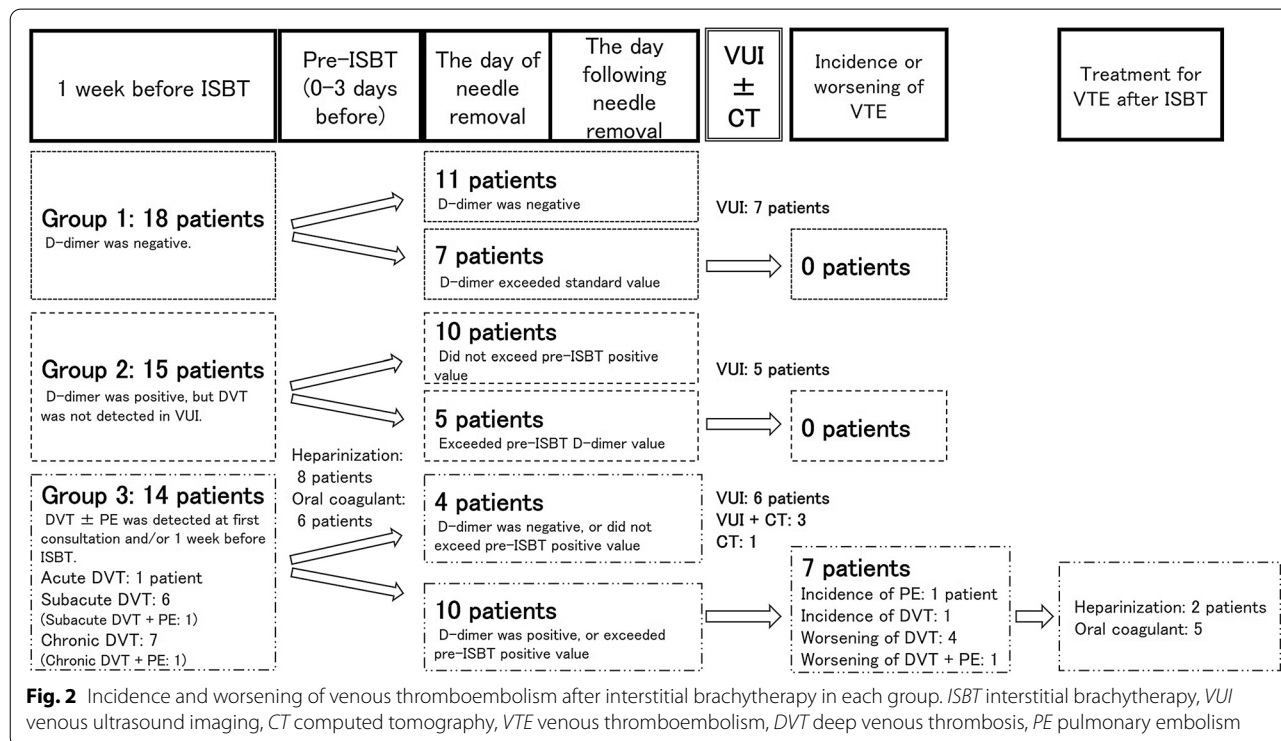 1 week before ISBT
Pre-ISBT
(0-3 days
before)
The day of
needle
removal
The day
following
needle
removal
VUI
±
CT
Incidence or
worsening of
VTE
Treatment for
VTE after ISBT
Group 1: 18 patients
D-dimer was negative.
11 patients
D-dimer was negative
7 patients
D-dimer exceeded standard value
VUI: 7 patients
0 patients
Group 2: 15 patients
D-dimer was positive, but DVT
was not detected in VUI.
10 patients
Did not exceed pre-ISBT positive
value
5 patients
Exceeded pre-ISBT D-dimer value
VUI: 5 patients
0 patients
Group 3: 14 patients
DVT ± PE was detected at first
consultation and/or 1 week before
ISBT.
Acute DVT: 1 patient
Subacute DVT: 6
(Subacute DVT + PE: 1)
Chronic DVT: 7
(Chronic DVT + PE: 1)
Heparinization:
8 patients
Oral coagulant:
6 patients
4 patients
D-dimer was negative, or did not
exceed pre-ISBT positive value
10 patients
D-dimer was positive, or exceeded
pre-ISBT positive value
VUI: 6 patients
VUI + CT: 3
CT: 1
7 patients
Incidence of PE: 1 patient
Incidence of DVT: 1
Worsening of DVT: 4
Worsening of DVT + PE: 1
Heparinization: 2 patients
Oral coagulant: 5
Fig. 2 Incidence and worsening of venous thromboembolism after interstitial brachytherapy in each group. ISBT interstitial brachytherapy, VUI
venous ultrasound imaging, CT computed tomography, VTE venous thromboembolism, DVT deep venous thrombosis, PE pulmonary embolism